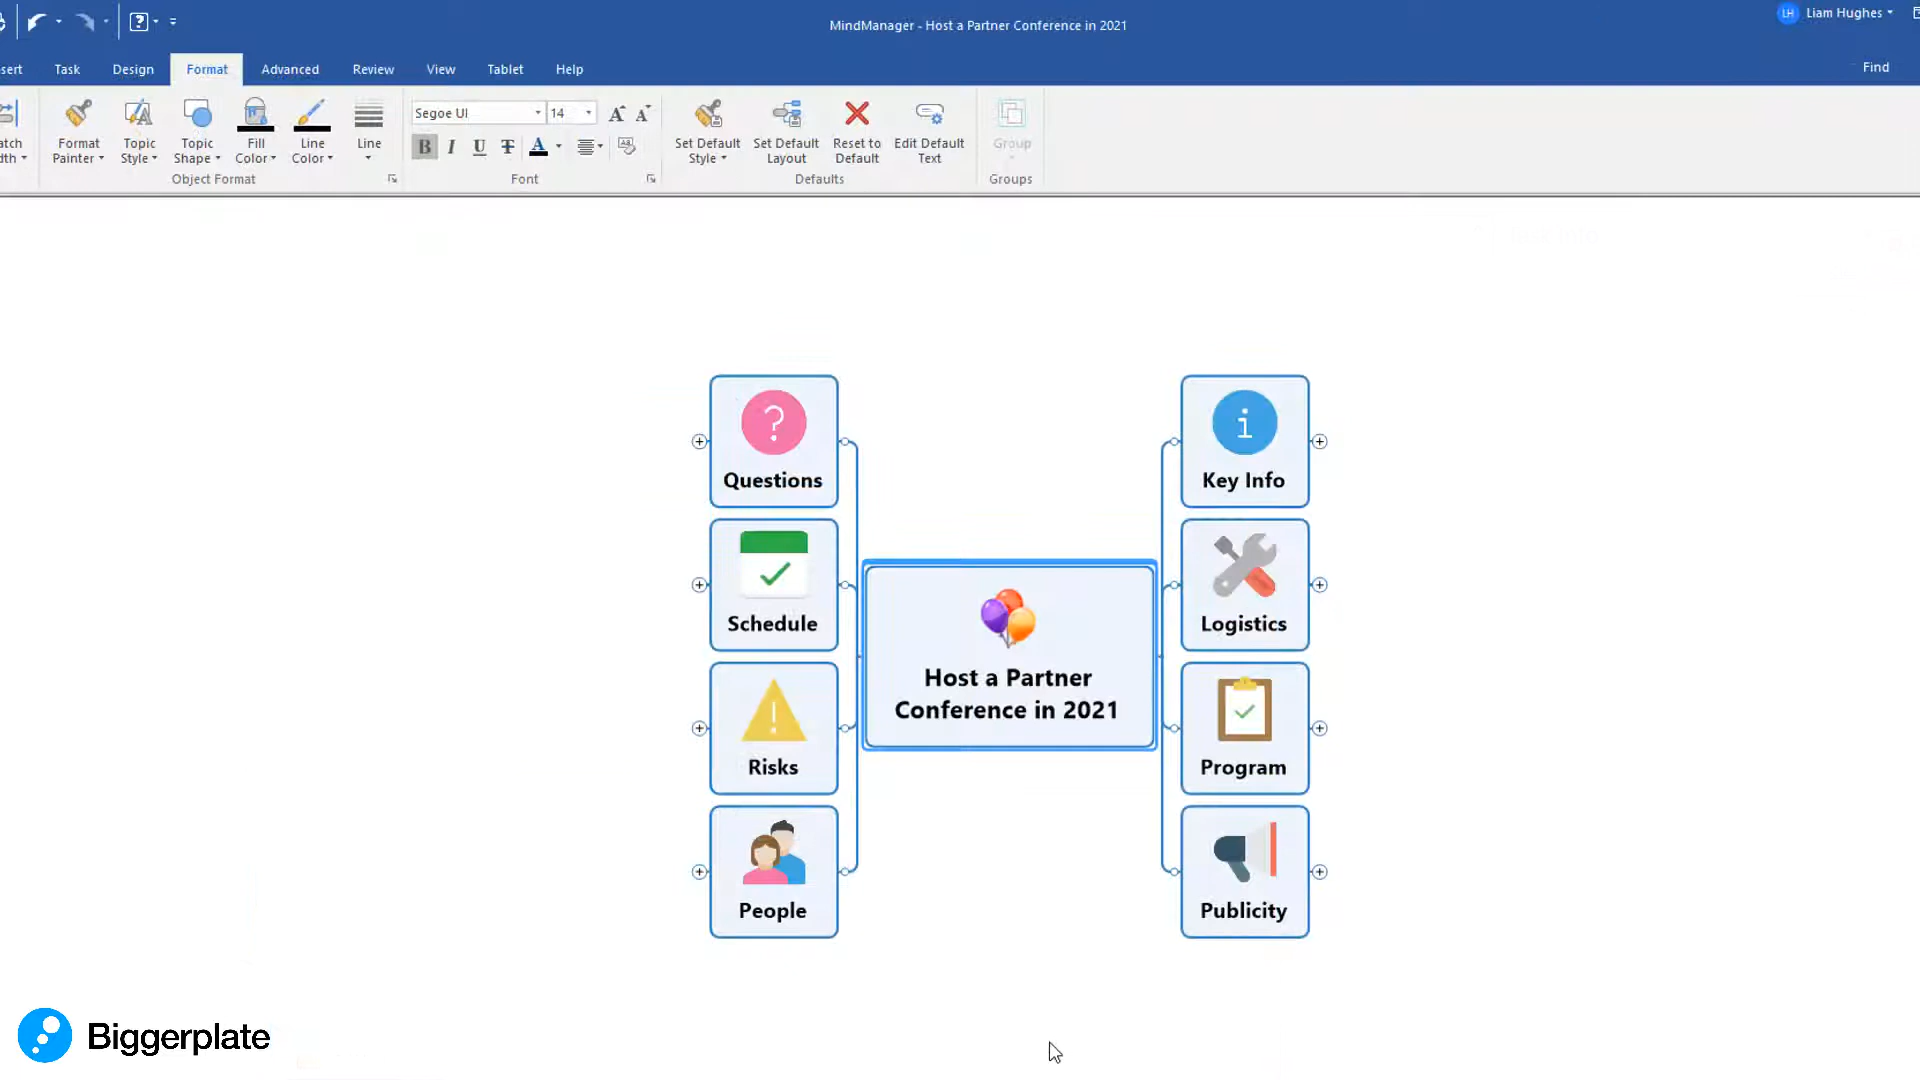 MindManager - Host a Partner Conference in 2021
LH Liam Hughes
sert Task Design Format Advanced Review View Tablet Help Find
atch
dth
Format
Painter
Topic
Style
Topic
Shape
Fill
Color
Line
Color
Line
Object Format
Segoe UI 14 A A
B I U T A
Font
Set Default
Style
Set Default
Layout
Reset to
Default
Edit Default
Text
Defaults
Group
Groups
?
Questions
Schedule
!
Risks
People
Host a Partner
Conference in 2021
i
Key Info
Logistics
Program
Publicity
Biggerplate